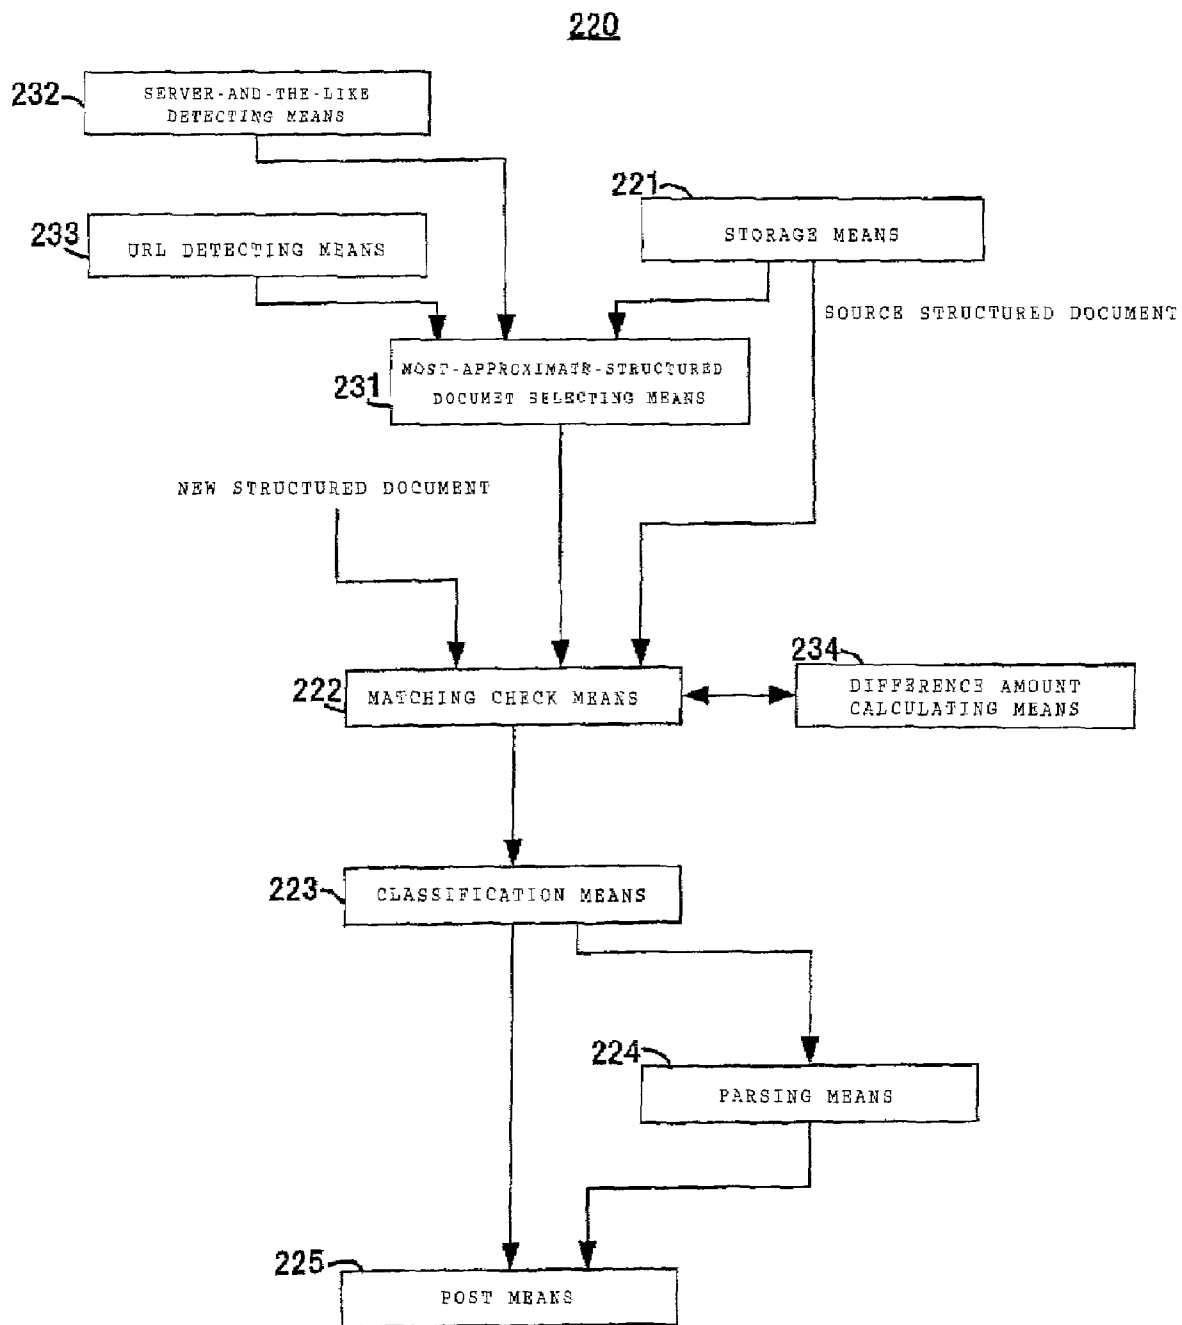 220
232
SERVER-AND-THE-LIKE
DETECTING MEANS
221
STORAGE MEANS
233
URL DETECTING MEANS
SOURCE STRUCTURED DOCUMENT
231
MOST-APPROXIMATE-STRUCTURED
DOCUMET SELECTING MEANS
NEW STRUCTURED DOCUMENT
222
MATCHING CHECK MEANS
234
DIFFERENCE AMOUNT
CALCULATING MEANS
223
CLASSIFICATION MEANS
224
PARSING MEANS
225
POST MEANS